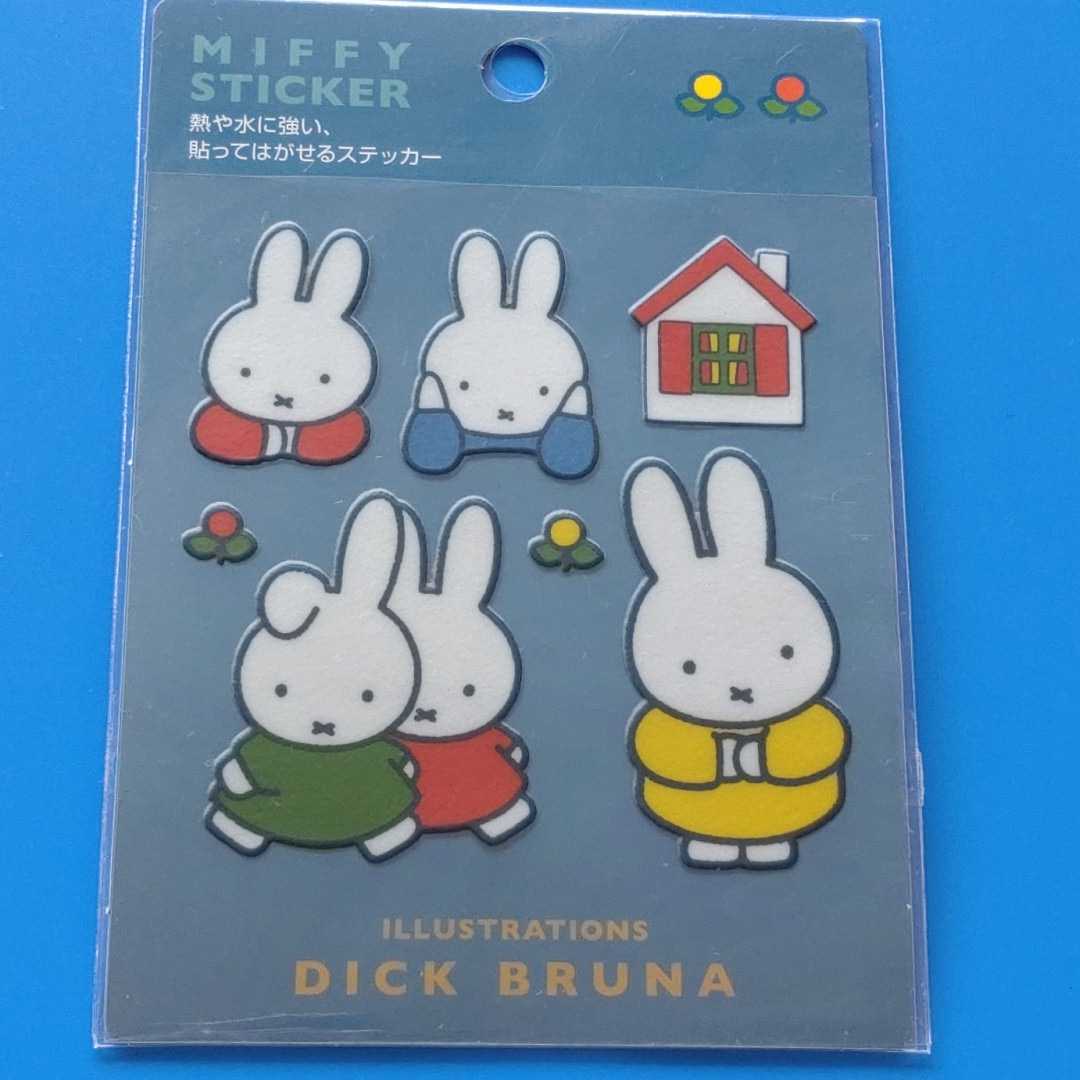 MIFFY
STICKER
熱や水に強い、
貼ってはがせるステッカー
ILLUSTRATIONS
DICK BRUNA